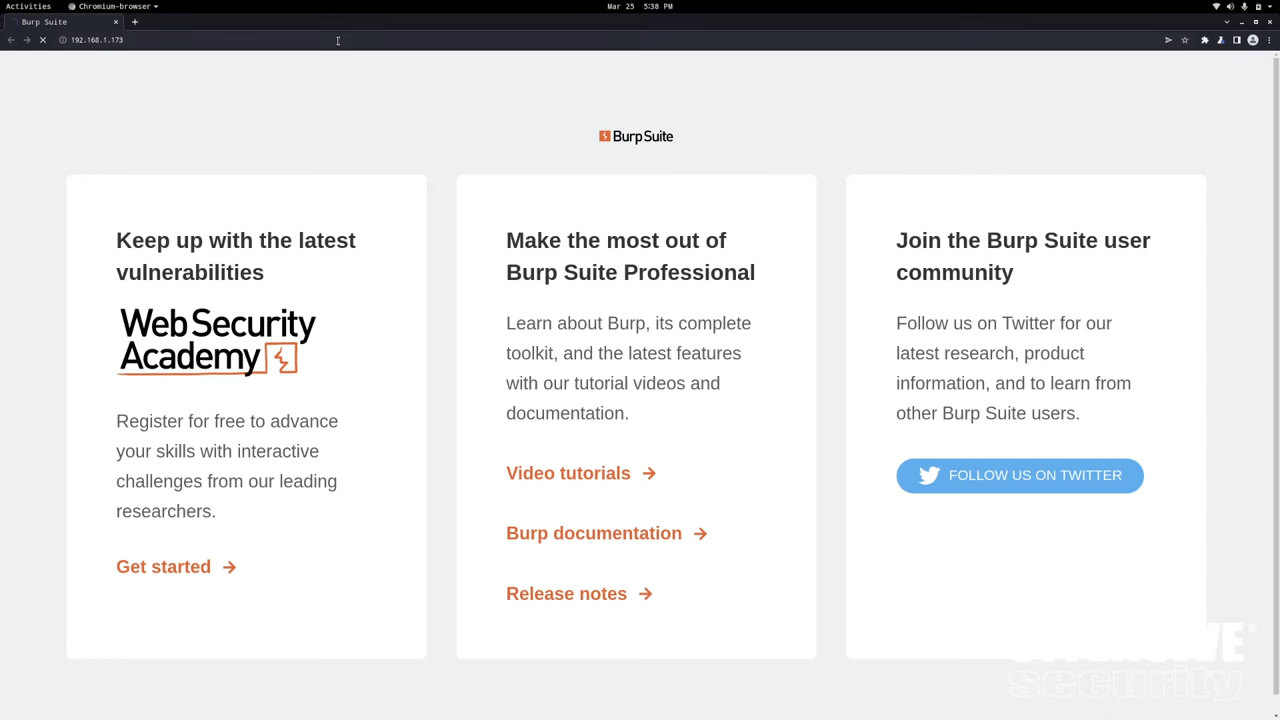 Activities Chromium-browser Mar 25 5:38 PM
Burp Suite
192.168.1.173
Burp Suite
Keep up with the latest
vulnerabilities
Web Security
Academy
Register for free to advance
your skills with interactive
challenges from our leading
researchers.
Get started →
Make the most out of
Burp Suite Professional
Learn about Burp, its complete
toolkit, and the latest features
with our tutorial videos and
documentation.
Video tutorials →
Burp documentation →
Release notes →
Join the Burp Suite user
community
Follow us on Twitter for our
latest research, product
information, and to learn from
other Burp Suite users.
FOLLOW US ON TWITTER
security